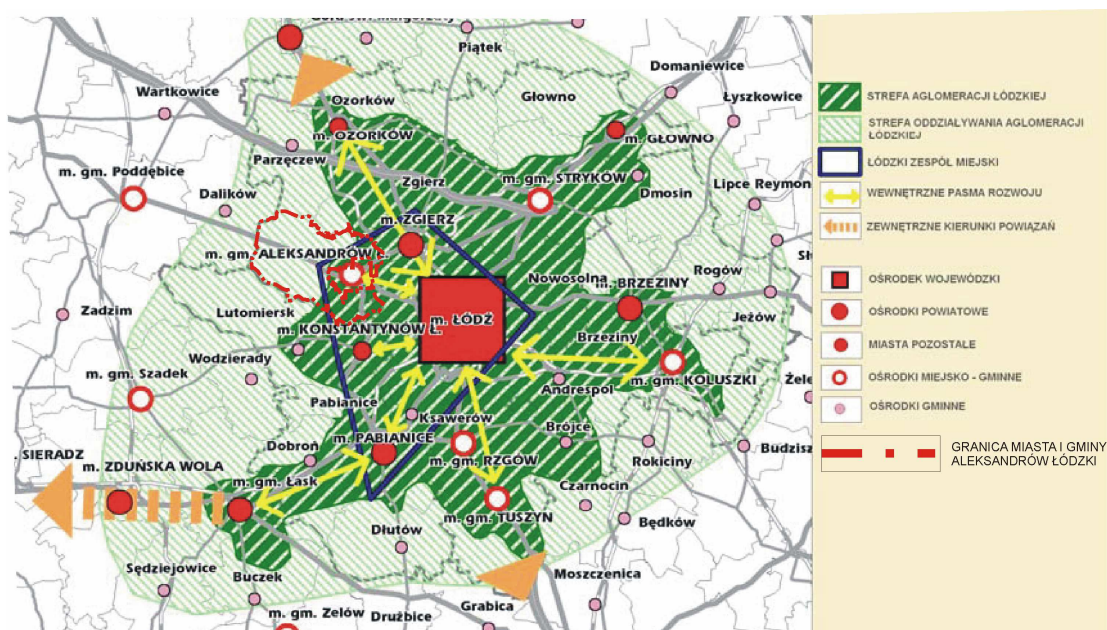 Piątek
Domaniewice
Wartkowice
Głowno
Łyszkowice
Ozorków
m. OZORKÓW
m. GŁOWNO
Parzęczew
m. gm. Poddębice
Zgierz
m. gm. STRYKÓW
Dalików
Dmosin
Lipce Reymon
m. ZGIERZ
m. gm. ALEKSANDRÓW Ł.
Nowosolna
m. BRZEZINY
Rogów
Zadzim
Lutomiersk
m. ŁÓDŹ
Jeżów
m. KONSTANTYNÓW Ł.
Brzeziny
Wodzierady
m. gm. Szadek
m. gm. KOLUSZKI
Andrespol
Pabianice
Ksawerów
Brójce
Dobroń
m. PABIANICE
Budzisz
. SIERADZ
m. ZDUŃSKA WOLA
m. gm. RZGÓW
Rokiciny
m. gm. Łask
Czarnocin
m. gm. TUSZYN
Będków
Dłutów
Sędziejowice
Buczek
Moszczenica
m. gm. Zelów
Drużbice
Grabica
STREFA AGLOMERACJI ŁÓDZKIEJ
STREFA ODDZIAŁYWANIA AGLOMERACJI
ŁÓDZKIEJ
ŁÓDZKI ZESPÓŁ MIEJSKI
WEWNĘTRZNE PASMA ROZWOJU
ZEWNĘTRZNE KIERUNKI POWIĄZAŃ
OŚRODEK WOJEWÓDZKI
OŚRODKI POWIATOWE
MIASTA POZOSTAŁE
OŚRODKI MIEJSKO - GMINNE
OŚRODKI GMINNE
GRANICA MIASTA I GMINY
ALEKSANDRÓW ŁÓDZKI